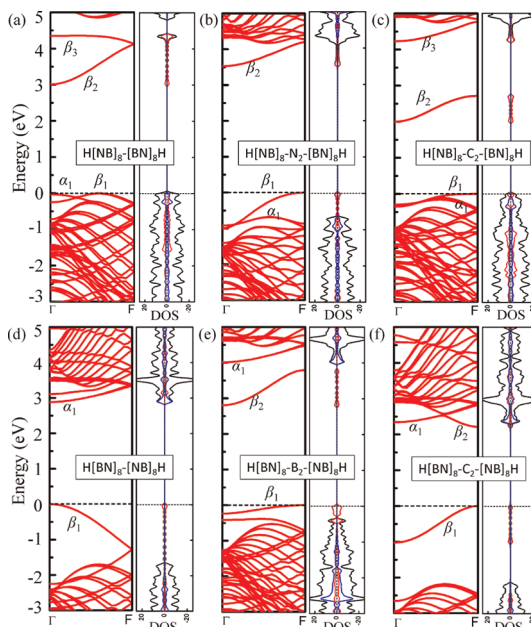 (a)
(b)
(c)
Energy (eV)
5
4
3
2
1
0
-1
-2
-3
β3
β2
H[NB]8-[BN]8H
α1
β1
Γ
F
20
0
-20
DOS
β2
H[NB]8-N2-[BN]8H
β1
α1
Γ
F
20
0
-20
DOS
β3
β2
H[NB]8-C2-[BN]8H
β1
α1
Γ
F
20
0
-20
DOS
(d)
(e)
(f)
Energy (eV)
5
4
3
2
1
0
-1
-2
-3
α1
H[BN]8-[NB]8H
β1
Γ
F
20
0
-20
DOS
α1
β2
H[BN]8-B2-[NB]8H
β1
Γ
F
20
0
-20
DOS
α1
β2
H[BN]8-C2-[NB]8H
β1
Γ
F
20
0
-20
DOS